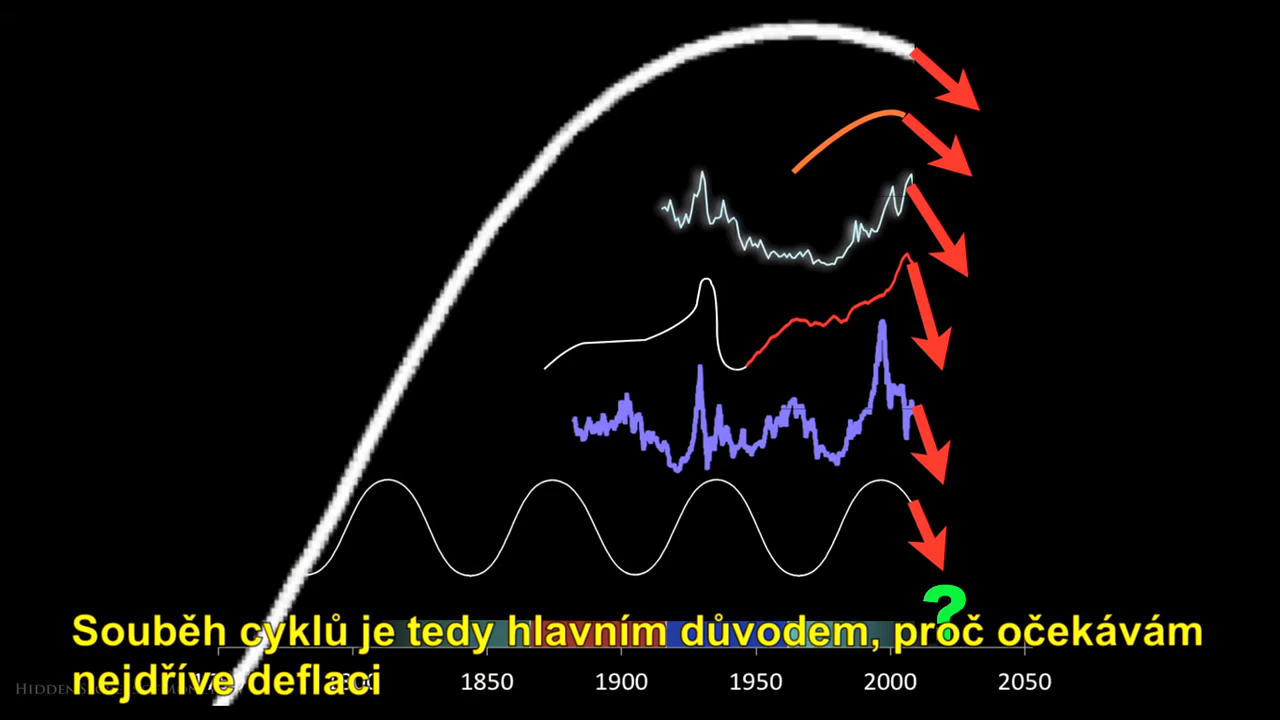 ?
Souběh cyklů je tedy hlavním důvodem, proč očekávám
nejdříve deflaci
1850 1900 1950 2000 2050